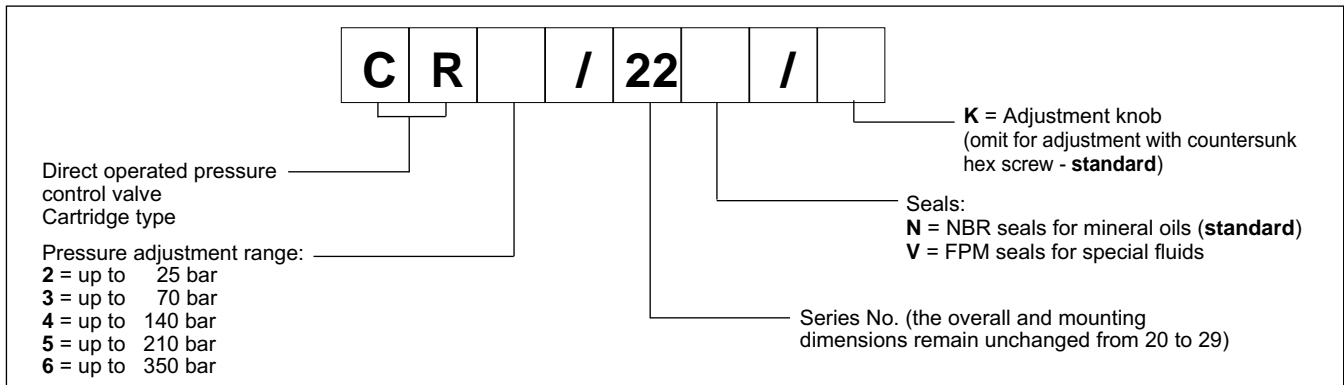 C R / 22 /
K = Adjustment knob
(omit for adjustment with countersunk
hex screw - standard)
Direct operated pressure
control valve
Cartridge type
Seals:
N = NBR seals for mineral oils (standard)
V = FPM seals for special fluids
Pressure adjustment range:
2 = up to 25 bar
3 = up to 70 bar
4 = up to 140 bar
5 = up to 210 bar
6 = up to 350 bar
Series No. (the overall and mounting
dimensions remain unchanged from 20 to 29)